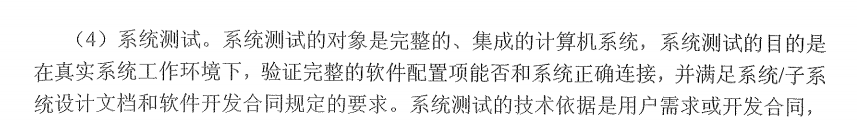 （4）系统测试。系统测试的对象是完整的、集成的计算机系统，系统测试的目的是
在真实系统工作环境下，验证完整的软件配置项能否和系统正确连接，并满足系统/子系
统设计文档和软件开发合同规定的要求。系统测试的技术依据是用户需求或开发合同，